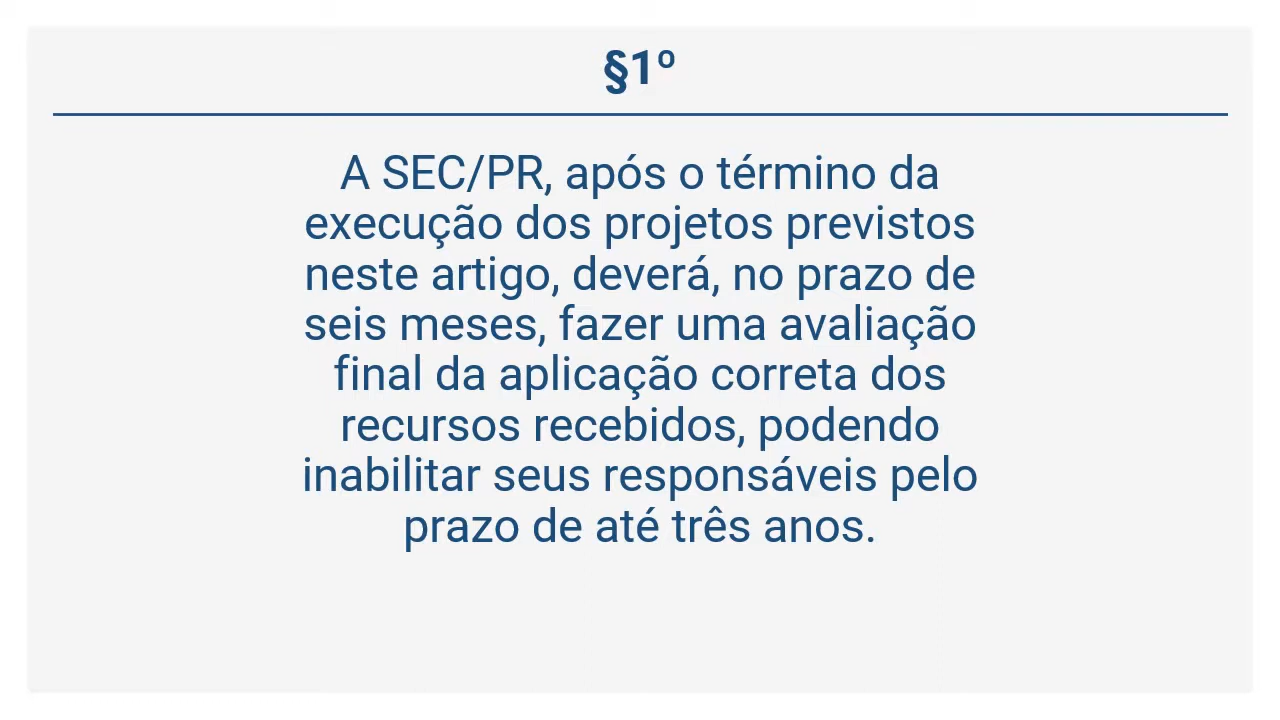 §1º
A SEC/PR, após o término da
execução dos projetos previstos
neste artigo, deverá, no prazo de
seis meses, fazer uma avaliação
final da aplicação correta dos
recursos recebidos, podendo
inabilitar seus responsáveis pelo
prazo de até três anos.